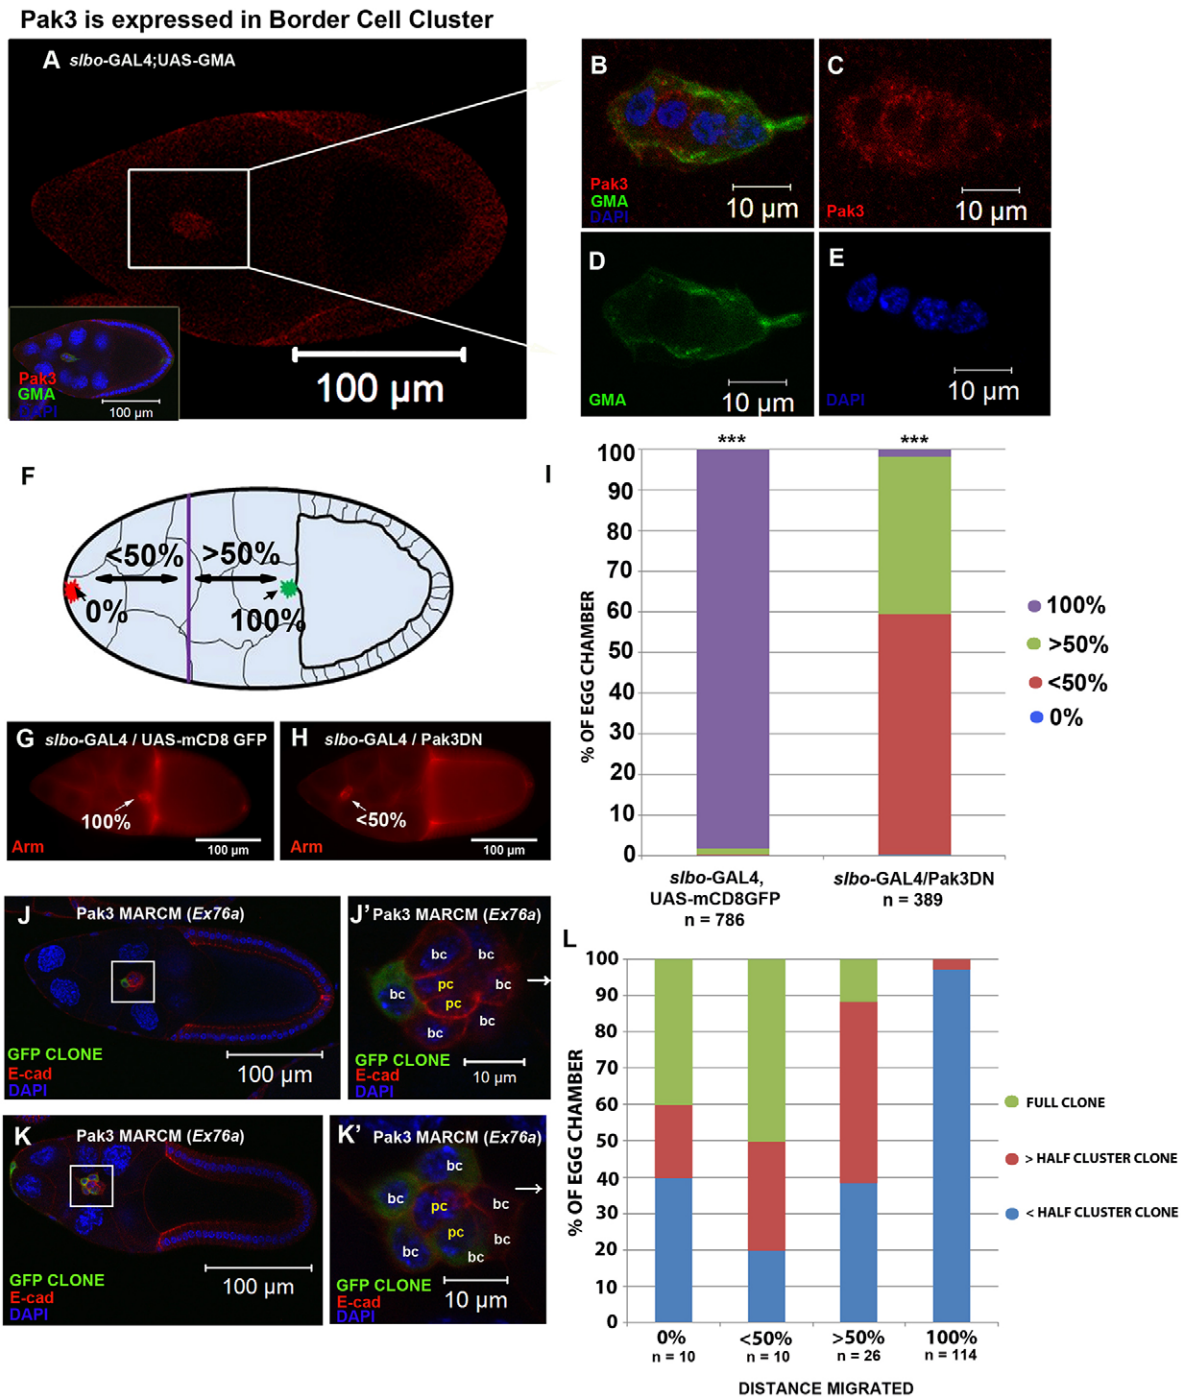 Pak3 is expressed in Border Cell Cluster
A slbo-GAL4;UAS-GMA
100 µm
Pak3
GMA
DAPI
100 µm
B
Pak3
GMA
DAPI
10 µm
C
Pak3
10 µm
D
GMA
10 µm
E
DAPI
10 µm
F
<50% >50%
0%
100%
G slbo-GAL4 / UAS-mCD8 GFP
100%
Arm
100 µm
H slbo-GAL4 / Pak3DN
<50%
Arm
100 µm
I
*** ***
% OF EGG CHAMBER
100
90
80
70
60
50
40
30
20
10
0
slbo-GAL4,
UAS-mCD8GFP
n = 786
slbo-GAL4/Pak3DN
n = 389
100%
>50%
<50%
0%
J Pak3 MARCM (Ex76a)
GFP CLONE
E-cad
DAPI
100 µm
J’ Pak3 MARCM (Ex76a)
bc bc
pc
bc pc bc
bc bc
GFP CLONE
E-cad
DAPI
10 µm
K Pak3 MARCM (Ex76a)
GFP CLONE
E-cad
DAPI
100 µm
K’ Pak3 MARCM (Ex76a)
bc
bc pc bc
pc bc
bc bc
GFP CLONE
E-cad
DAPI
10 µm
L
% OF EGG CHAMBER
100
90
80
70
60
50
40
30
20
10
0
0% <50% >50% 100%
n = 10 n = 10 n = 26 n = 114
DISTANCE MIGRATED
FULL CLONE
> HALF CLUSTER CLONE
< HALF CLUSTER CLONE